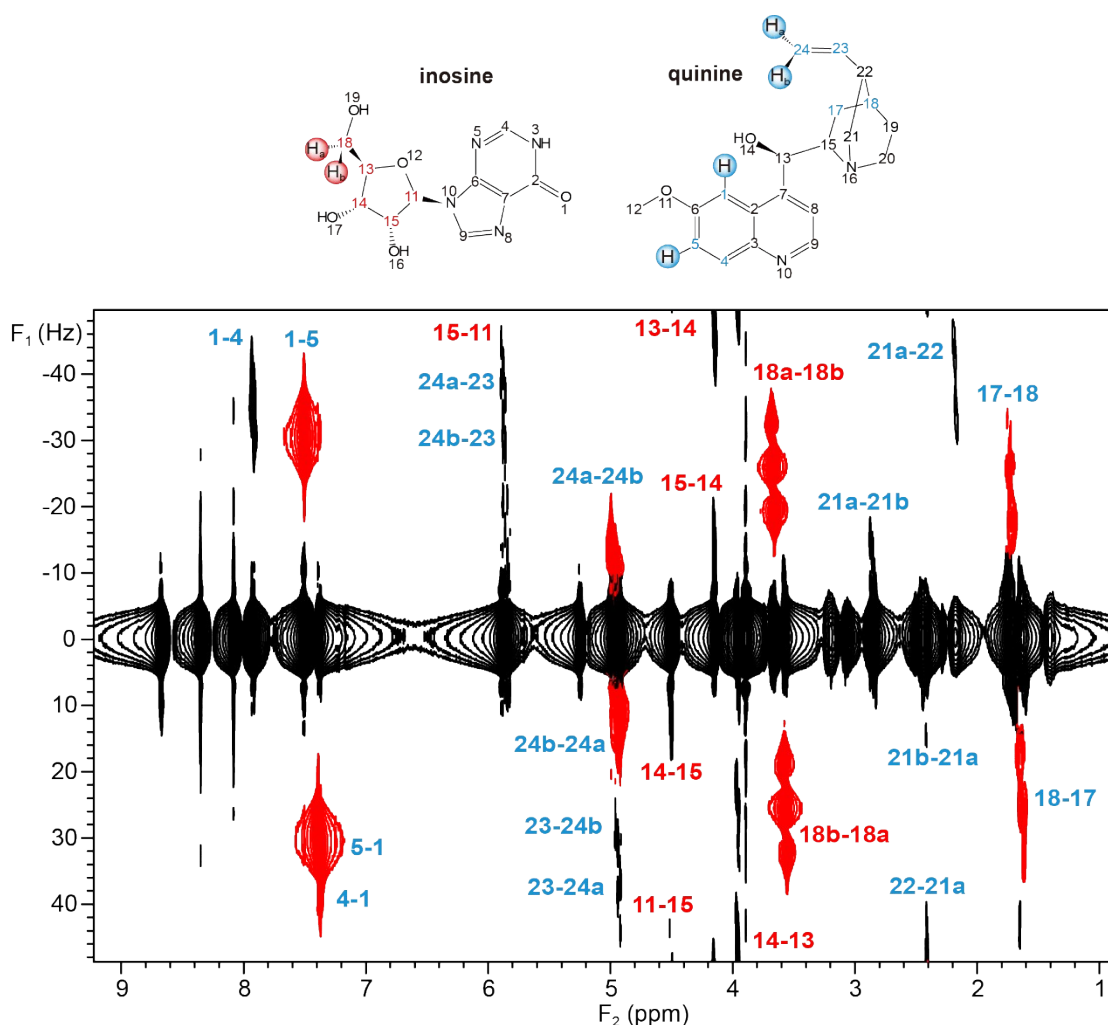 inosine
quinine
19
OH
Ha
18
Hb
13
O
12
14
HO
17
15
OH
16
11
10
N
9
5
N
4
3
NH
6
7
2
O
1
N
8
Ha
24
23
Hb
22
17
18
21
19
20
HO
14
13
15
N
16
H
O
11
12
6
1
2
7
8
H
5
4
3
N
10
9
F1 (Hz)
1-4
1-5
15-11
13-14
21a-22
24a-23
18a-18b
17-18
24b-23
24a-24b
15-14
21a-21b
24b-24a
14-15
21b-21a
18-17
23-24b
18b-18a
5-1
23-24a
22-21a
4-1
11-15
14-13
-40
-30
-20
-10
0
10
20
30
40
9
8
7
6
5
4
3
2
1
F2 (ppm)